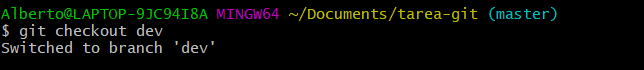 Alberto@LAPTOP-9JC94I8A MINGW64 ~/Documents/tarea-git (master)
$ git checkout dev
Switched to branch 'dev'